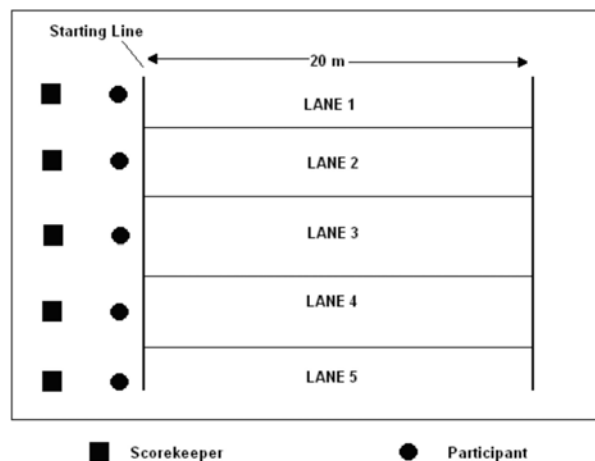 Starting Line
20 m
LANE 1
LANE 2
LANE 3
LANE 4
LANE 5
Scorekeeper Participant